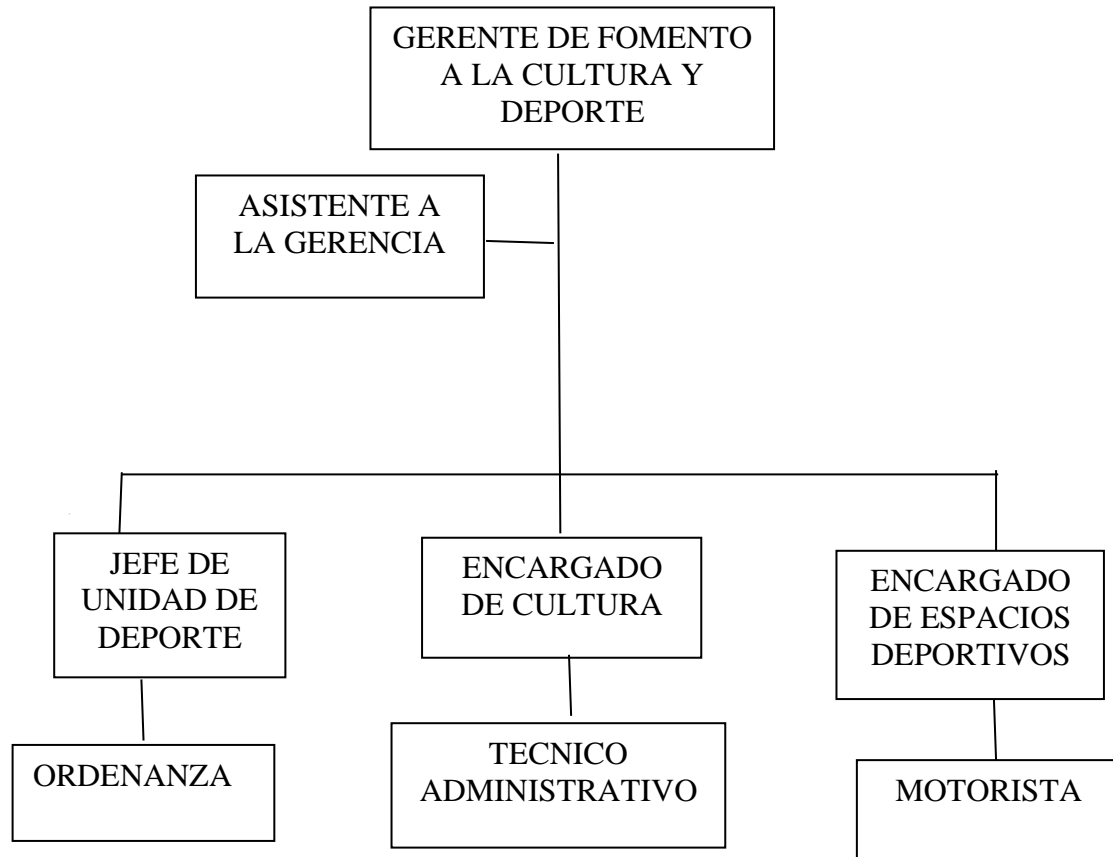 GERENTE DE FOMENTO
A LA CULTURA Y
DEPORTE
ASISTENTE A
LA GERENCIA
JEFE DE
UNIDAD DE
DEPORTE
ENCARGADO
DE CULTURA
ENCARGADO
DE ESPACIOS
DEPORTIVOS
ORDENANZA
TECNICO
ADMINISTRATIVO
MOTORISTA